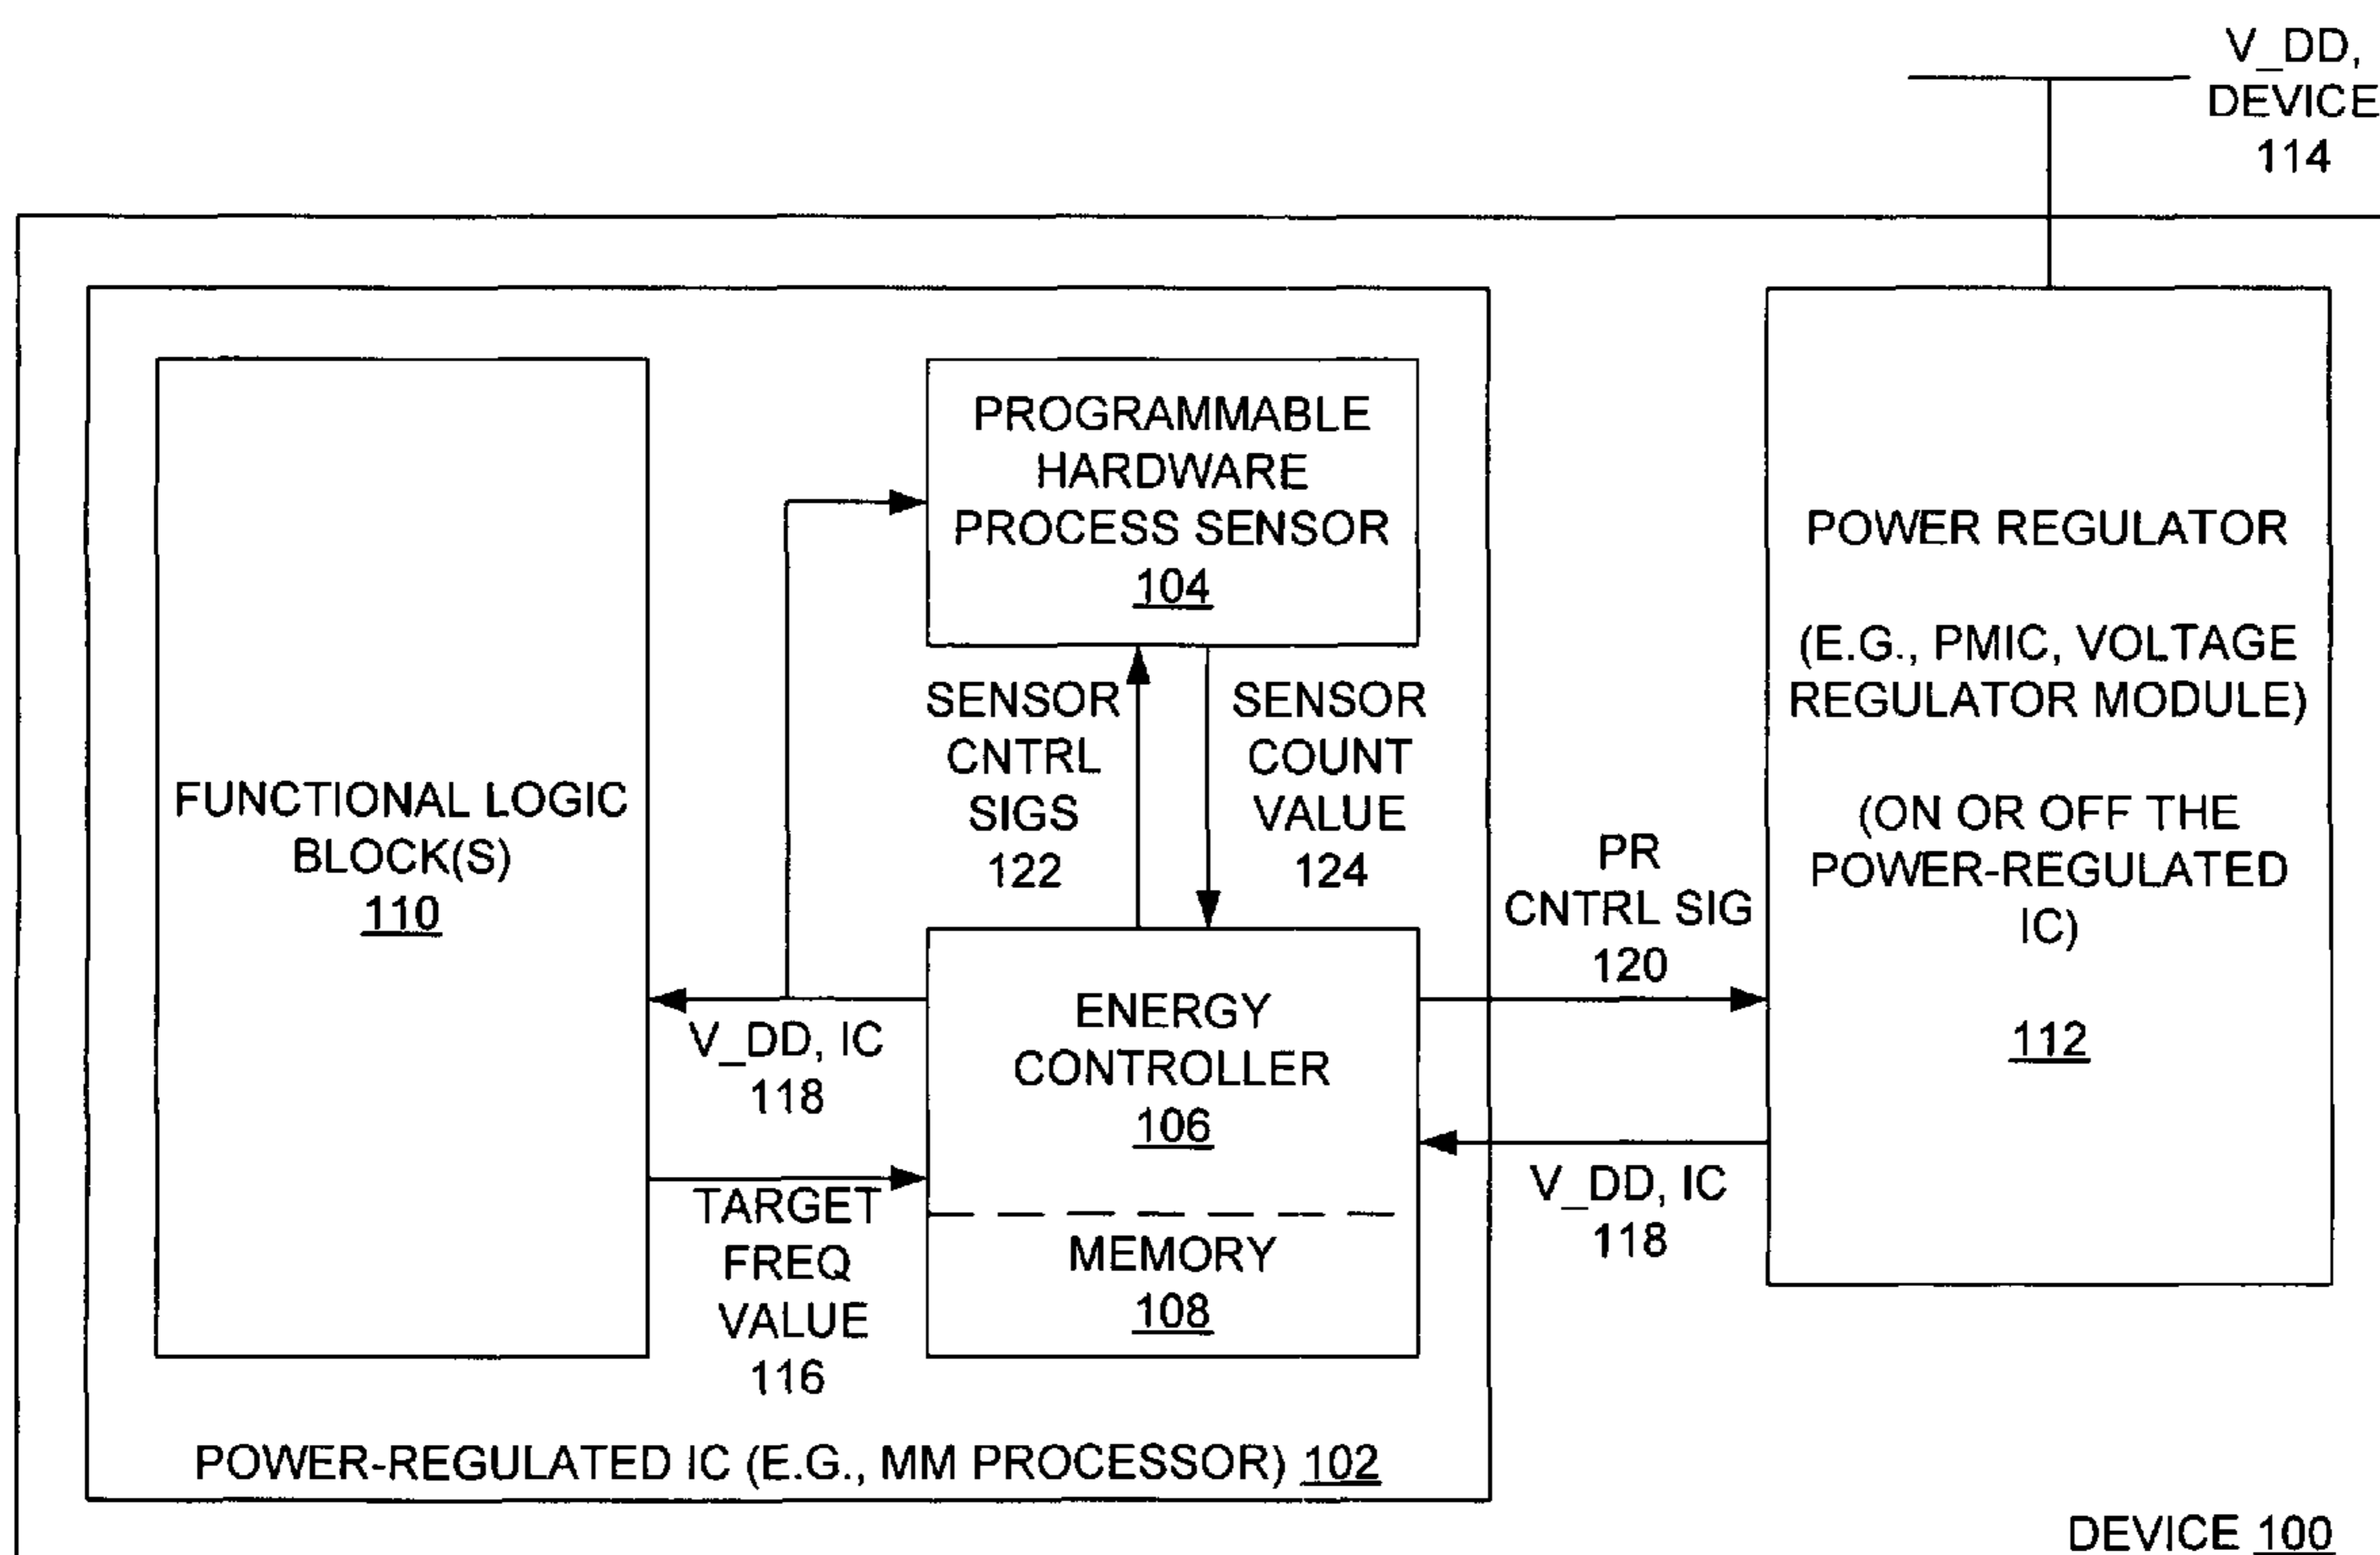 V_DD,
DEVICE
114
PROGRAMMABLE
HARDWARE
PROCESS SENSOR
104
POWER REGULATOR
(E.G., PMIC, VOLTAGE
REGULATOR MODULE)
(ON OR OFF THE
POWER-REGULATED
IC)
112
SENSOR
CNTRL
SIGS
122
SENSOR
COUNT
VALUE
124
FUNCTIONAL LOGIC
BLOCK(S)
110
PR
CNTRL SIG
120
V_DD, IC
118
ENERGY
CONTROLLER
106
MEMORY
108
V_DD, IC
118
TARGET
FREQ
VALUE
116
POWER-REGULATED IC (E.G., MM PROCESSOR) 102
DEVICE 100